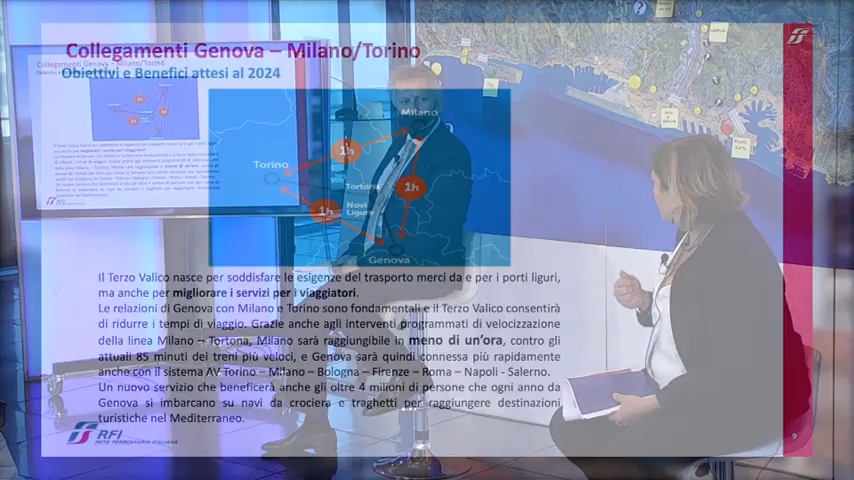 Collegamenti Genova – Milano/Torino
Obiettivi e Benefici attesi al 2024
Milano
1h
Torino
1h
Tortona
Novi
Ligure
1h
Genova
Il Terzo Valico nasce per soddisfare le esigenze del trasporto merci da e per i porti liguri,
ma anche per migliorare i servizi per i viaggiatori.
Le relazioni di Genova con Milano e Torino sono fondamentali e il Terzo Valico consentirà
di ridurre i tempi di viaggio. Grazie anche agli interventi programmati di velocizzazione
della linea Milano – Tortona, Milano sarà raggiungibile in meno di un'ora, contro gli
attuali 85 minuti dei treni più veloci, e Genova sarà quindi connessa più rapidamente
anche con il sistema AV Torino – Milano – Bologna – Firenze – Roma – Napoli - Salerno.
Un nuovo servizio che beneficerà anche gli oltre 4 milioni di persone che ogni anno da
Genova si imbarcano su navi da crociera e traghetti per raggiungere destinazioni
turistiche nel Mediterraneo.
RFI
RETE FERROVIARIA ITALIANA
9
Collegamenti Genova – Milano/Torino